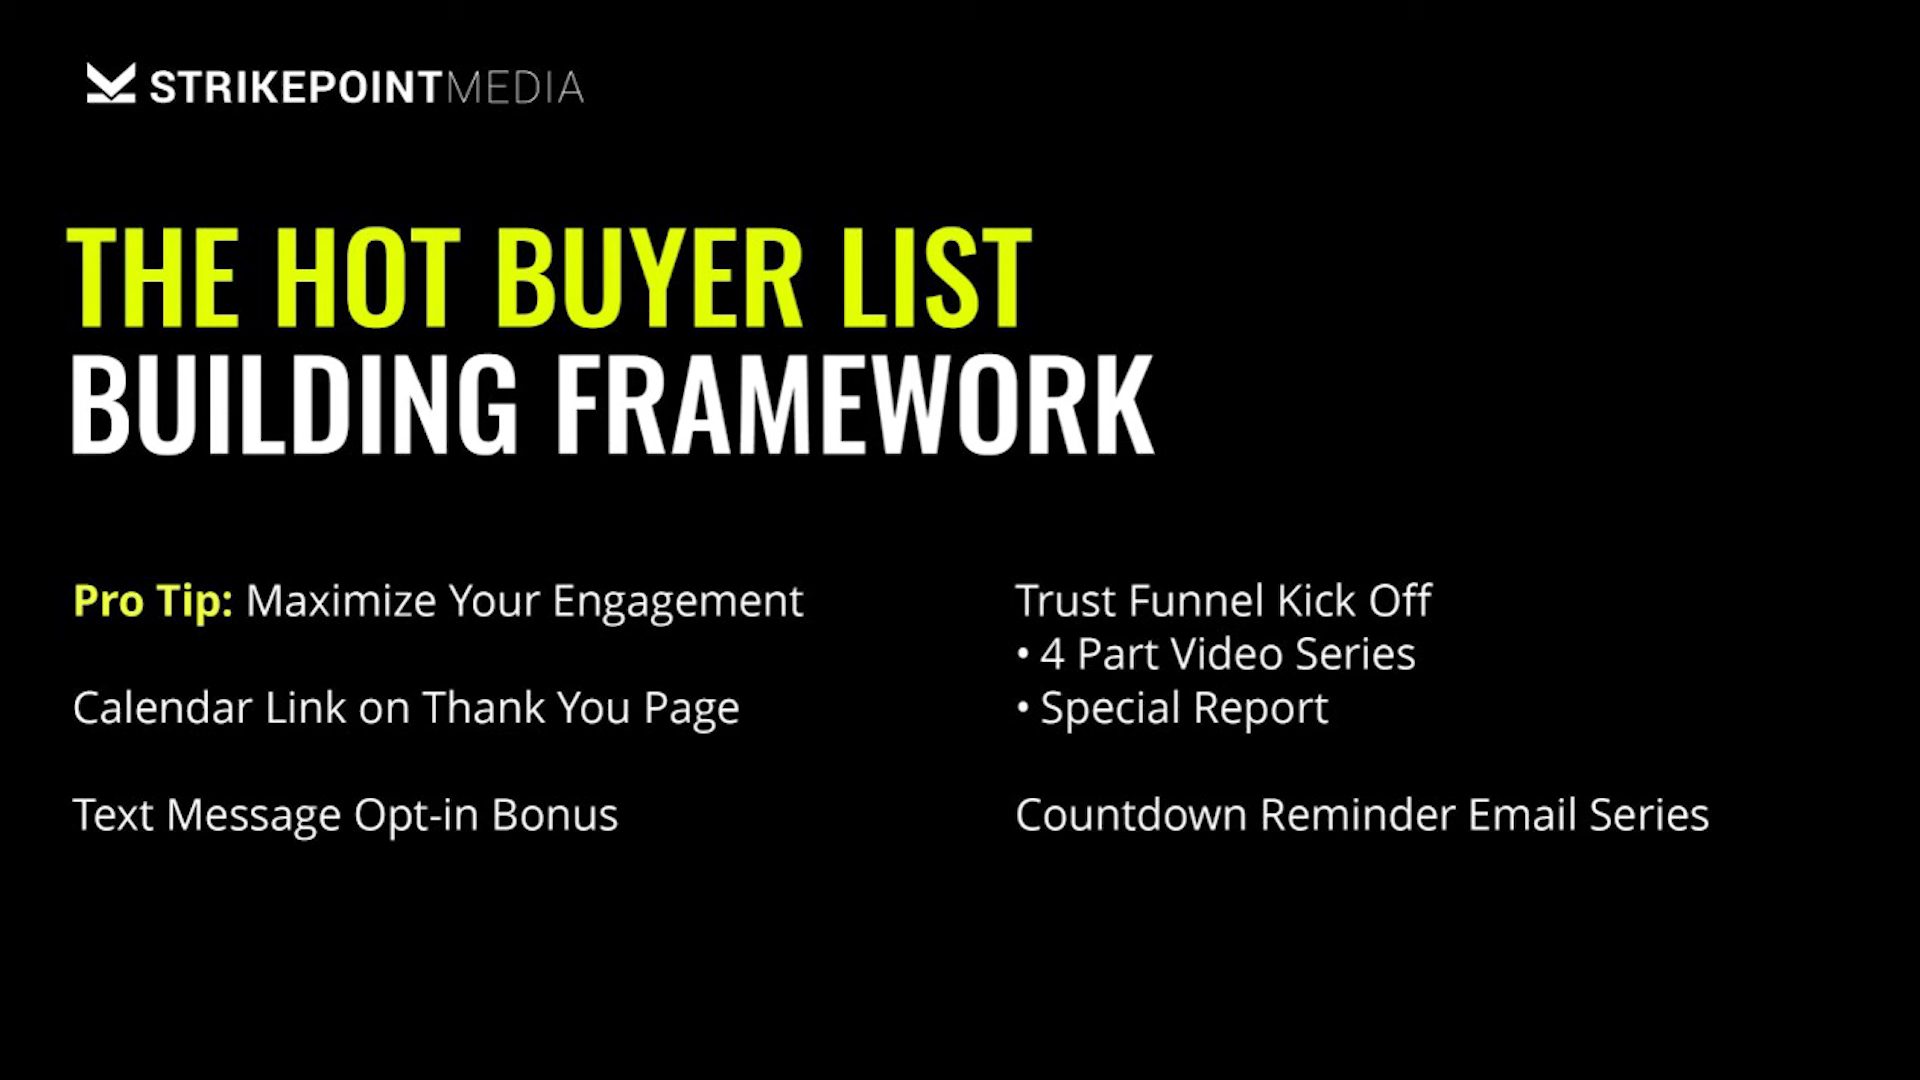 STRIKEPOINTMEDIA
THE HOT BUYER LIST
BUILDING FRAMEWORK
Pro Tip: Maximize Your Engagement
Calendar Link on Thank You Page
Text Message Opt-in Bonus
Trust Funnel Kick Off
• 4 Part Video Series
• Special Report
Countdown Reminder Email Series